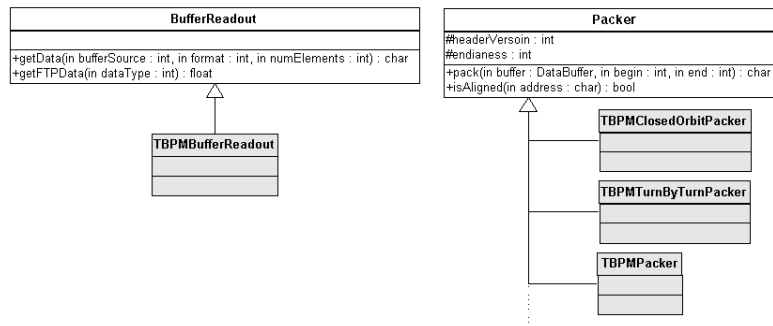 BufferReadout
+getData(in bufferSource : int, in format : int, in numElements : int) : char
+getFTPData(in dataType : int) : float
TBPMBufferReadout
Packer
#headerVersoin : int
#endianess : int
+pack(in buffer : DataBuffer, in begin : int, in end : int) : char
+isAligned(in address : char) : bool
TBPMClosedOrbitPacker
TBPMTurnByTurnPacker
TBPMPacker